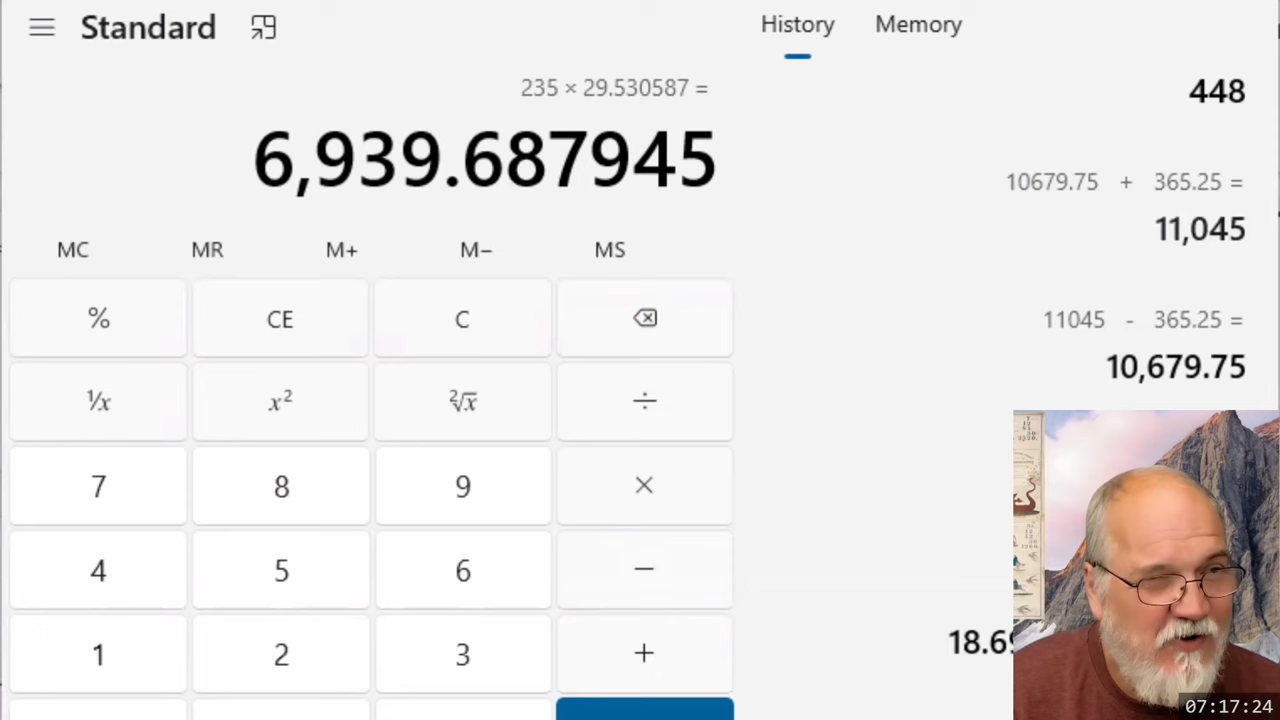 Standard
History Memory
235 × 29.530587 =
6,939.687945
MC MR M+ M− MS
% CE C
¹/x x² ²√x ÷
7 8 9 ×
4 5 6 −
1 2 3 +
448
10679.75 + 365.25 =
11,045
11045 - 365.25 =
10,679.75
18.69
07:17:24